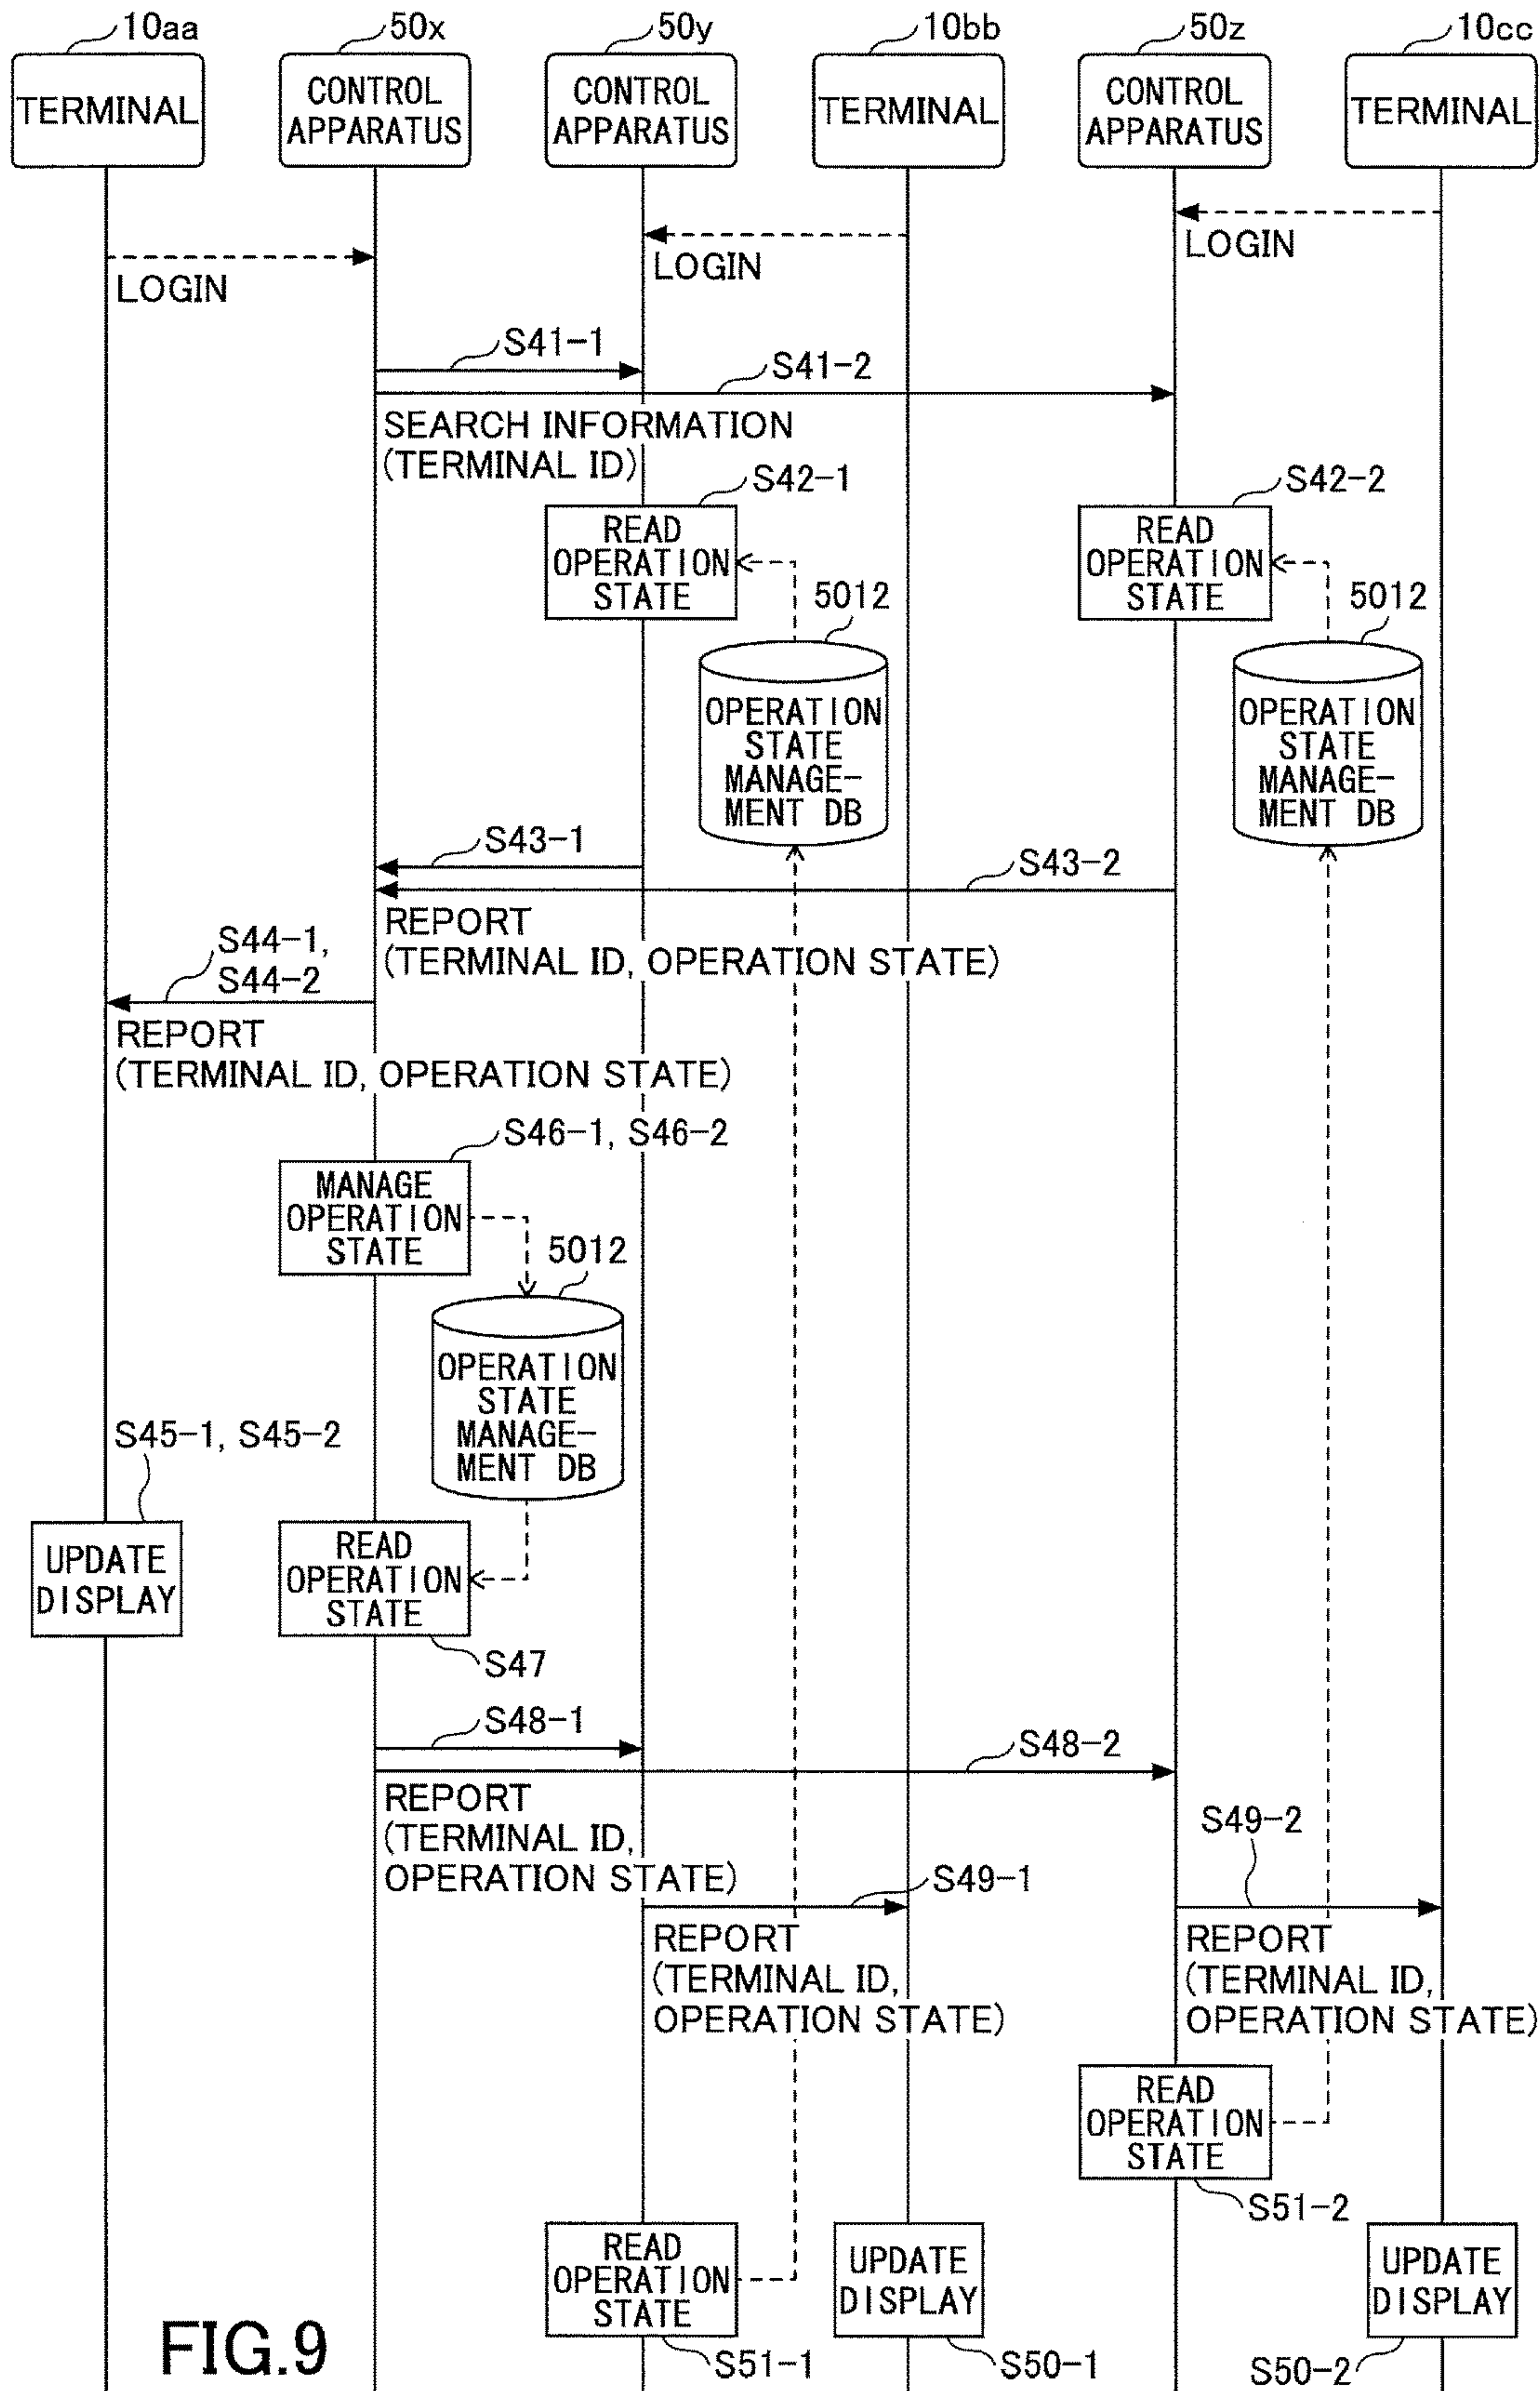 10aa
50x
50y
10bb
50z
10cc
TERMINAL
CONTROL
APPARATUS
CONTROL
APPARATUS
TERMINAL
CONTROL
APPARATUS
TERMINAL
LOGIN
LOGIN
LOGIN
S41-1
S41-2
SEARCH INFORMATION
(TERMINAL ID)
S42-1
S42-2
READ
OPERATION
STATE
READ
OPERATION
STATE
5012
5012
OPERATION
STATE
MANAGE-
MENT DB
OPERATION
STATE
MANAGE-
MENT DB
S43-1
S43-2
REPORT
(TERMINAL ID, OPERATION STATE)
S44-1,
S44-2
REPORT
(TERMINAL ID, OPERATION STATE)
S46-1, S46-2
MANAGE
OPERATION
STATE
5012
OPERATION
STATE
MANAGE-
MENT DB
S45-1, S45-2
UPDATE
DISPLAY
READ
OPERATION
STATE
S47
S48-1
S48-2
REPORT
(TERMINAL ID,
OPERATION STATE)
S49-1
S49-2
REPORT
(TERMINAL ID,
OPERATION STATE)
REPORT
(TERMINAL ID,
OPERATION STATE)
READ
OPERATION
STATE
S51-2
READ
OPERATION
STATE
S51-1
UPDATE
DISPLAY
S50-1
UPDATE
DISPLAY
S50-2
FIG.9